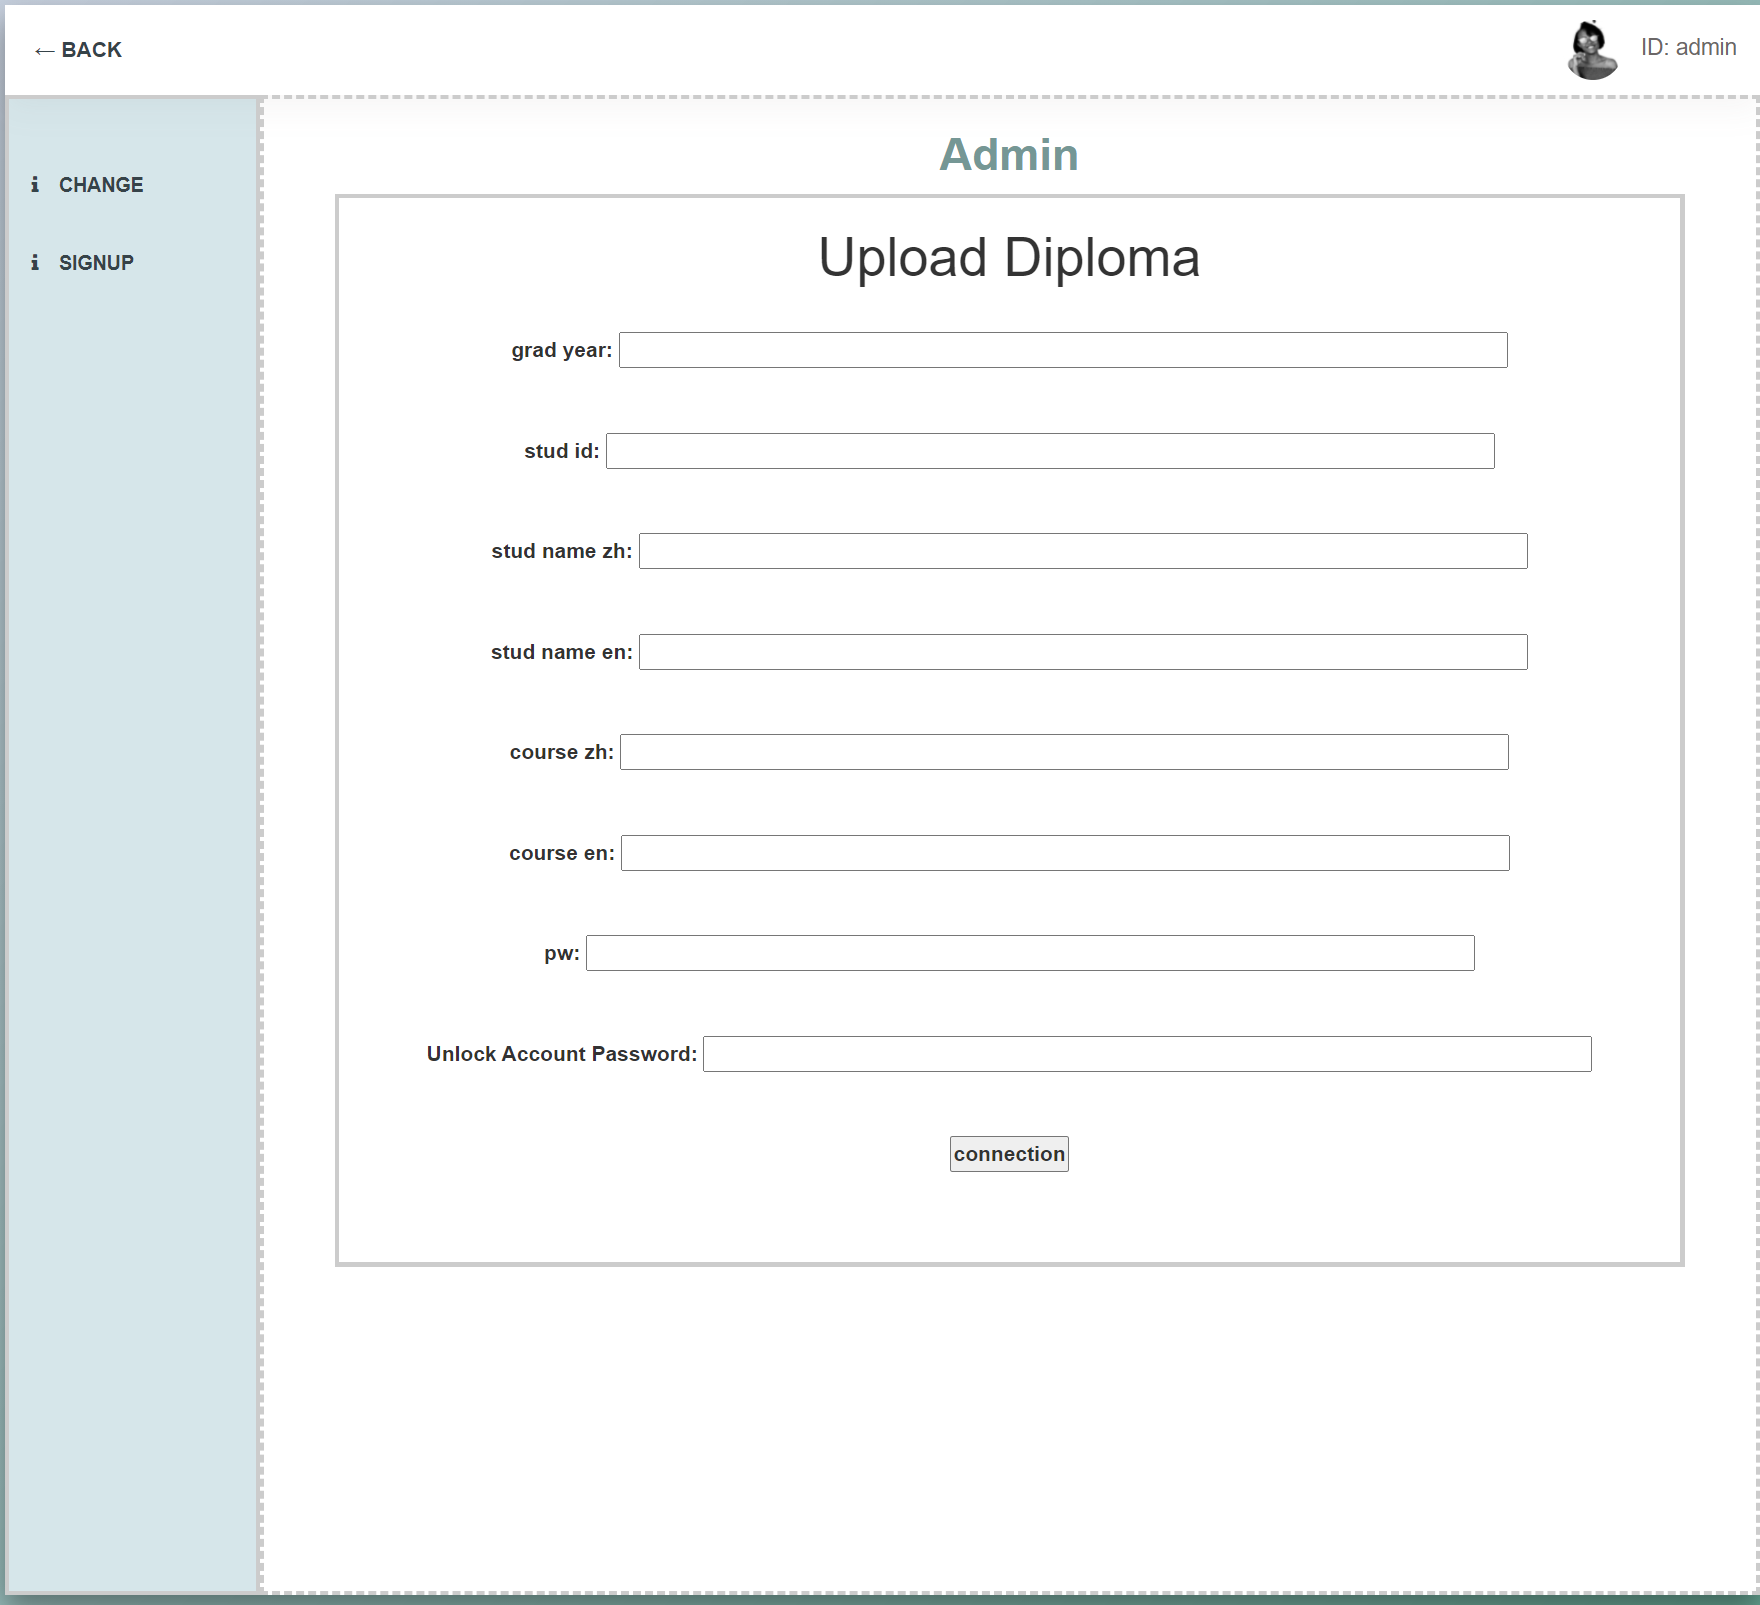 ← BACK
ID: admin
CHANGE
SIGNUP
Admin
Upload Diploma
grad year:
stud id:
stud name zh:
stud name en:
course zh:
course en:
pw:
Unlock Account Password:
connection